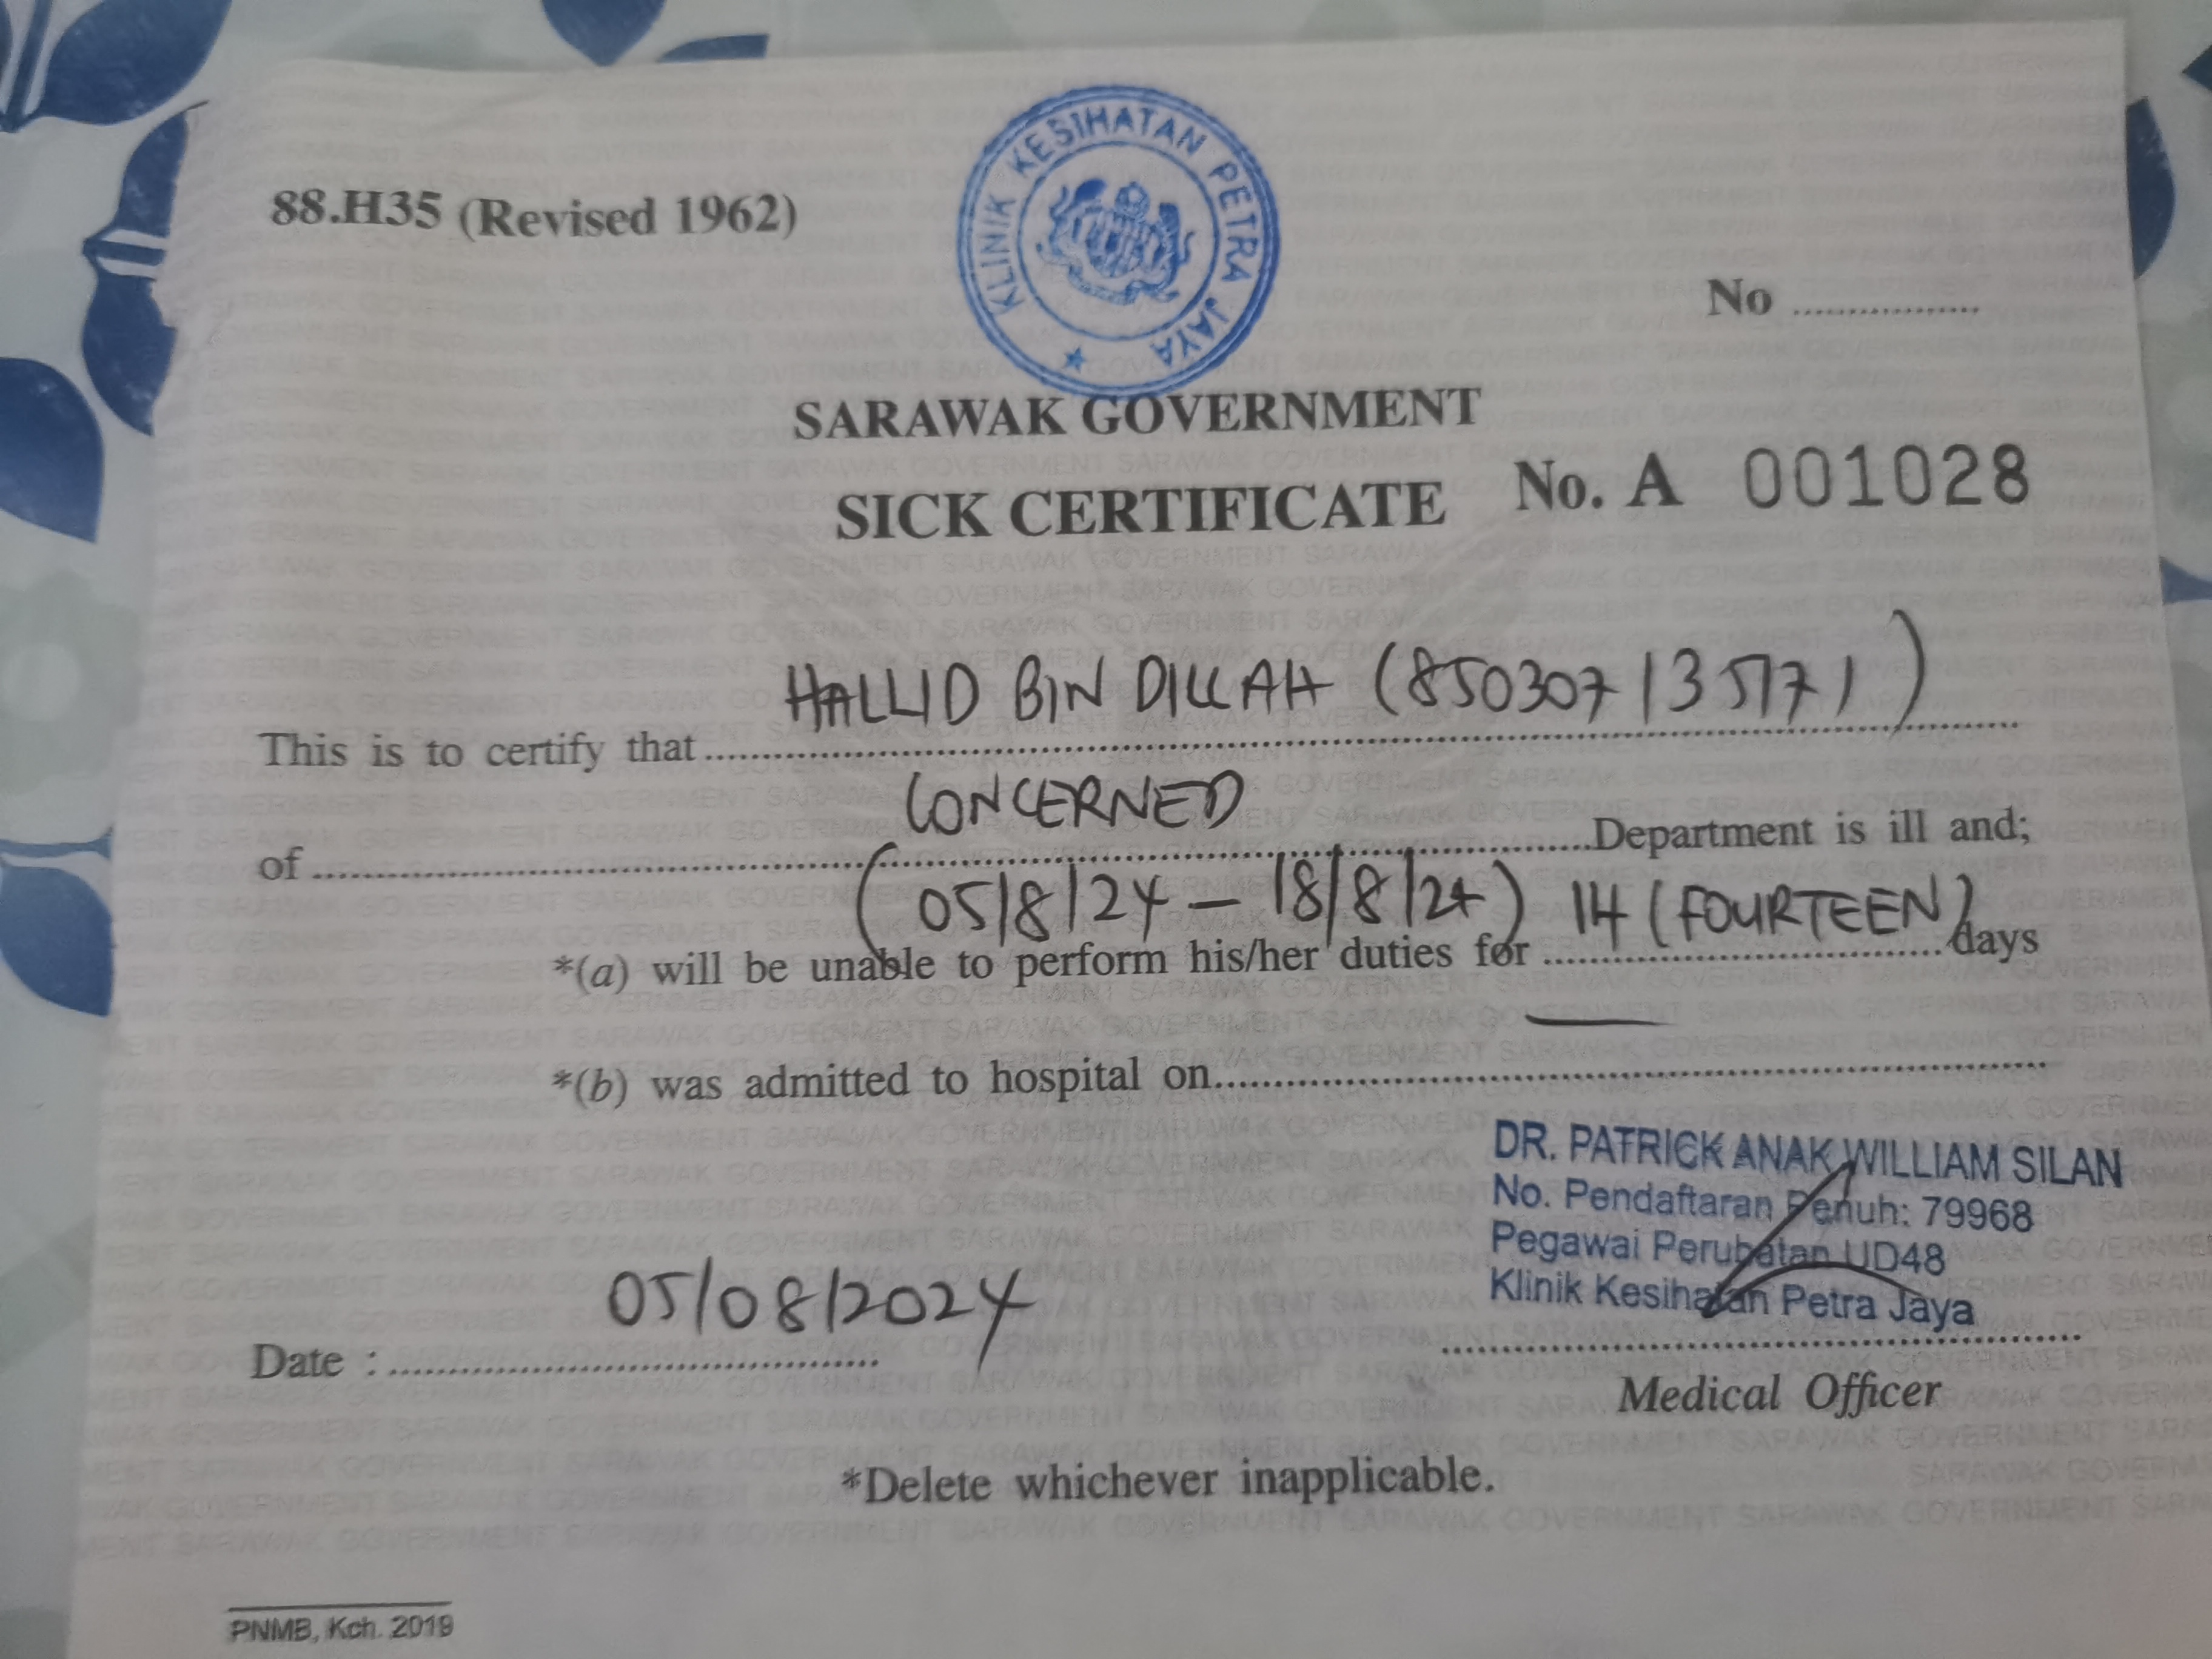 88.H35 (Revised 1962)
KLINIK KESIHATAN PETRA JAYA
No ....................
SARAWAK GOVERNMENT
SICK CERTIFICATE No. A 001028
HALLID BIN DILLAH (850307135171)
This is to certify that ....................
CONCERNED
of .................... Department is ill and;
(05/8/24 – 18/8/24) 14 (FOURTEEN)
*(a) will be unable to perform his/her duties for .................... days
*(b) was admitted to hospital on....................
DR. PATRICK ANAK WILLIAM SILAN
No. Pendaftaran Penuh: 79968
Pegawai Perubatan UD48
Klinik Kesihatan Petra Jaya
05/08/2024
Date : ....................
Medical Officer
*Delete whichever inapplicable.
PNMB, Kch. 2019